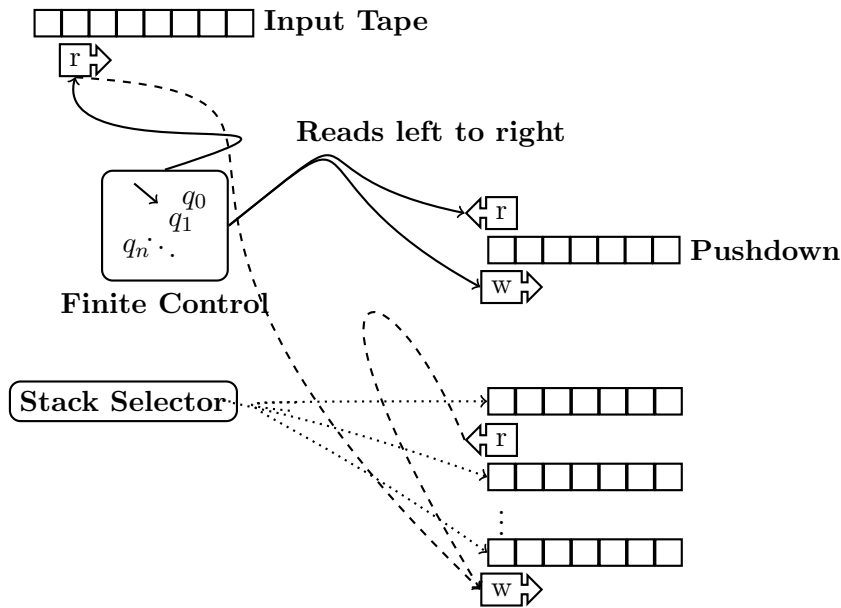 Input Tape
r
Reads left to right
q0
q1
qn ⋱
r
Pushdown
w
Finite Control
Stack Selector
r
⋮
w